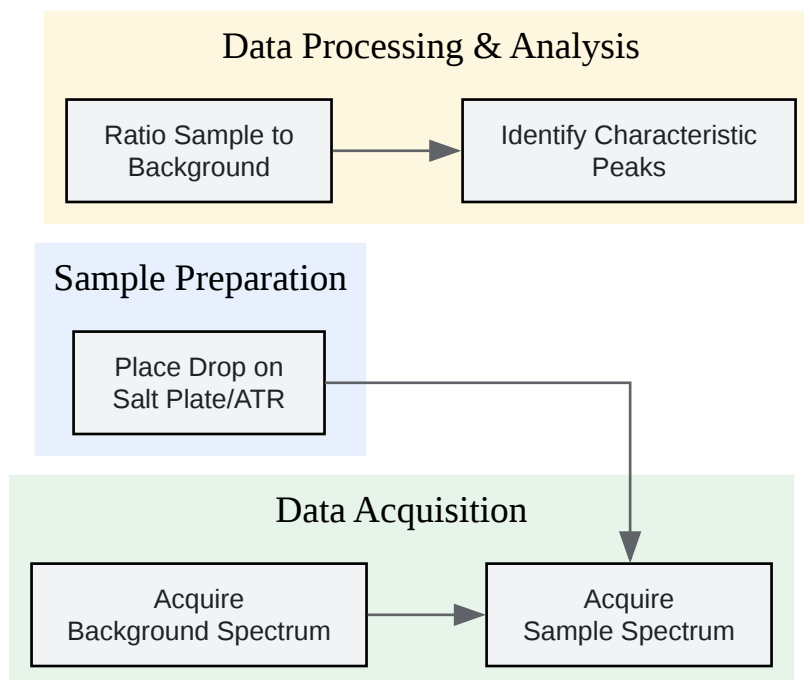 Data Processing & Analysis
Ratio Sample to
Background
Identify Characteristic
Peaks
Sample Preparation
Place Drop on
Salt Plate/ATR
Data Acquisition
Acquire
Background Spectrum
Acquire
Sample Spectrum